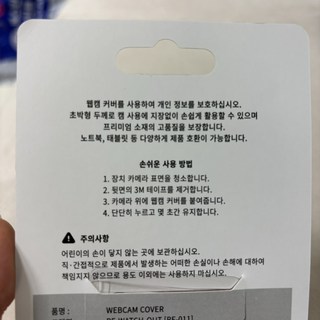 웹캠 커버를 사용하여 개인 정보를 보호하십시오.
초박형 두께로 캠 사용에 지장없이 손쉽게 활용할 수 있으며
프리미엄 소재의 고품질을 보장합니다.
노트북, 태블릿 등 다양하게 제품 호환이 가능합니다.
손쉬운 사용 방법
1. 장치 카메라 표면을 청소합니다.
2. 뒷면의 3M 테이프를 제거합니다.
3. 카메라 위에 웹캠 커버를 붙여줍니다.
4. 단단히 누르고 몇 초간 유지합니다.
주의사항
어린이의 손이 닿지 않는 곳에 보관하십시오.
직·간접적으로 제품에서 발생하는 어떠한 손실이나 손해에 대하여
책임지지않으므로 용도 이외에는 사용하지 마십시오.
품명 : WEBCAM COVER